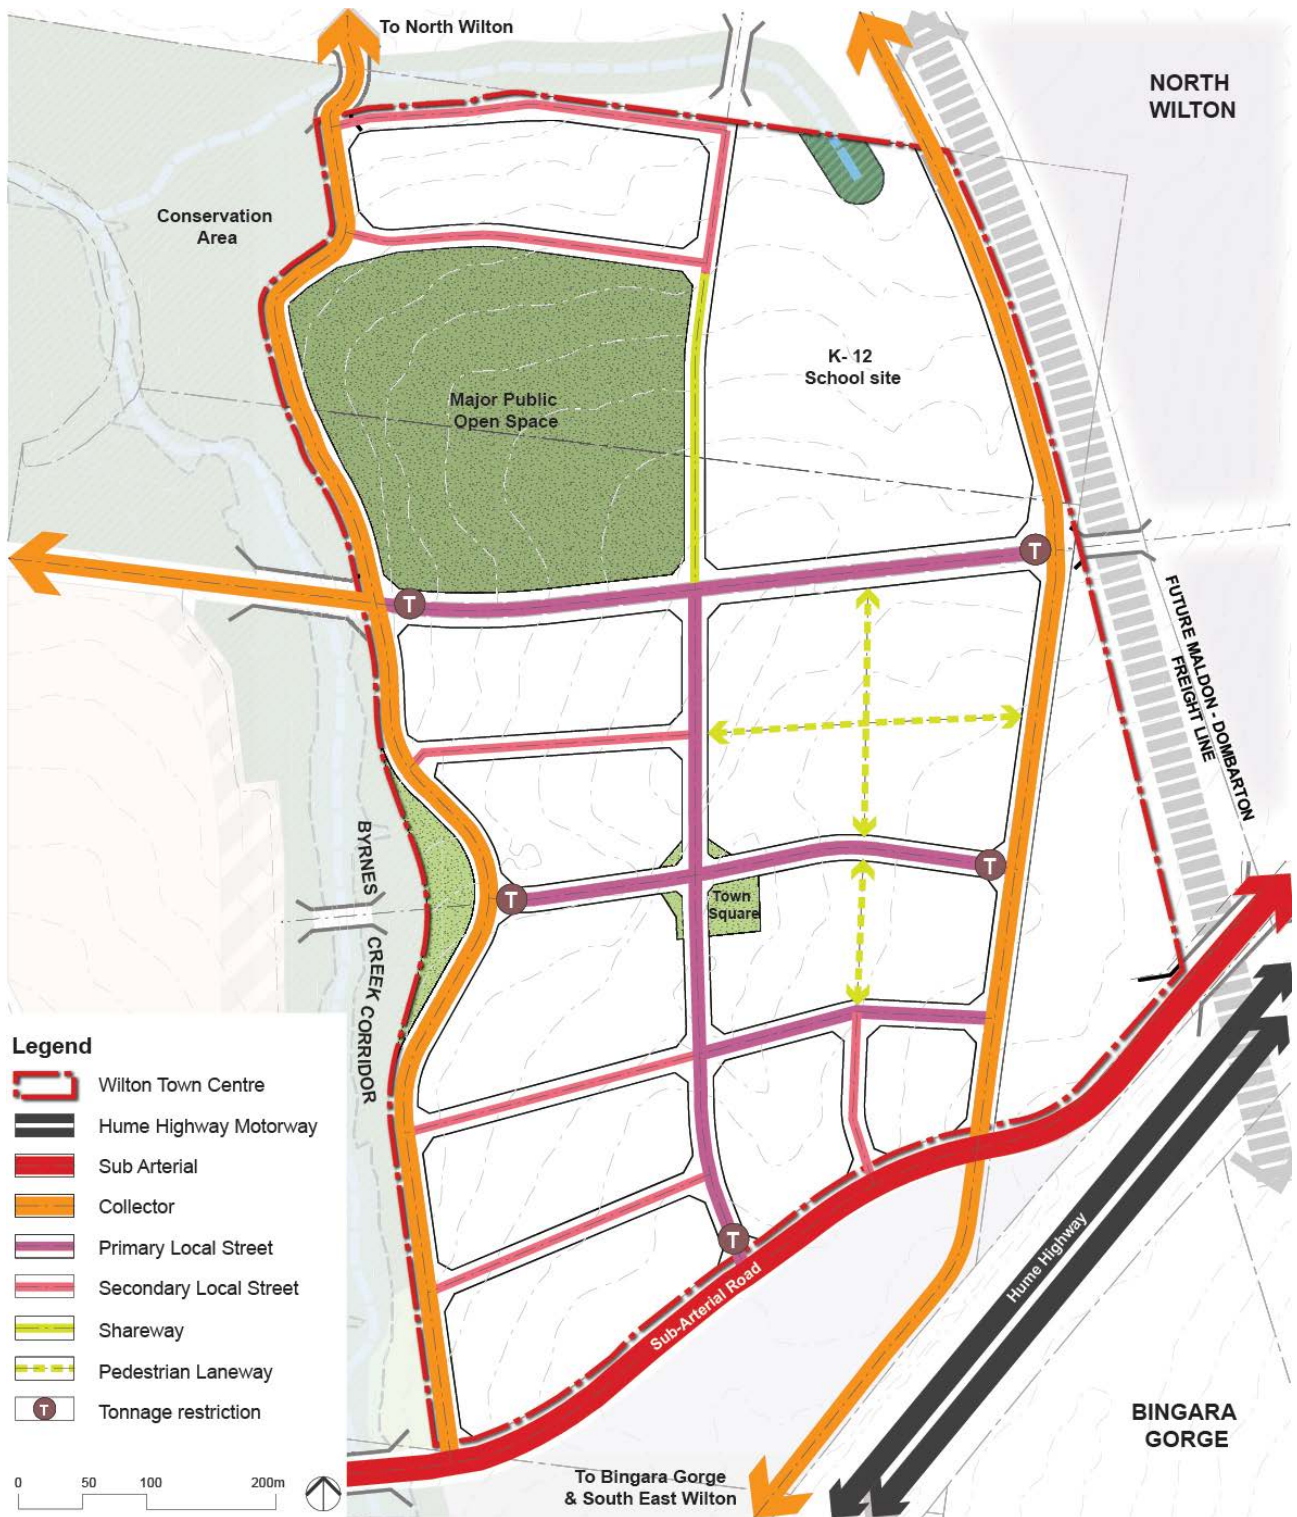 To North Wilton
NORTH
WILTON
Conservation
Area
K- 12
School site
Major Public
Open Space
T
T
FUTURE MALDON - DOMBARTON
FREIGHT LINE
BYRNES
CREEK CORRIDOR
T
T
Town
Square
T
Sub-Arterial Road
Hume Highway
BINGARA
GORGE
To Bingara Gorge
& South East Wilton
Legend
Wilton Town Centre
Hume Highway Motorway
Sub Arterial
Collector
Primary Local Street
Secondary Local Street
Shareway
Pedestrian Laneway
T
Tonnage restriction
0 50 100 200m